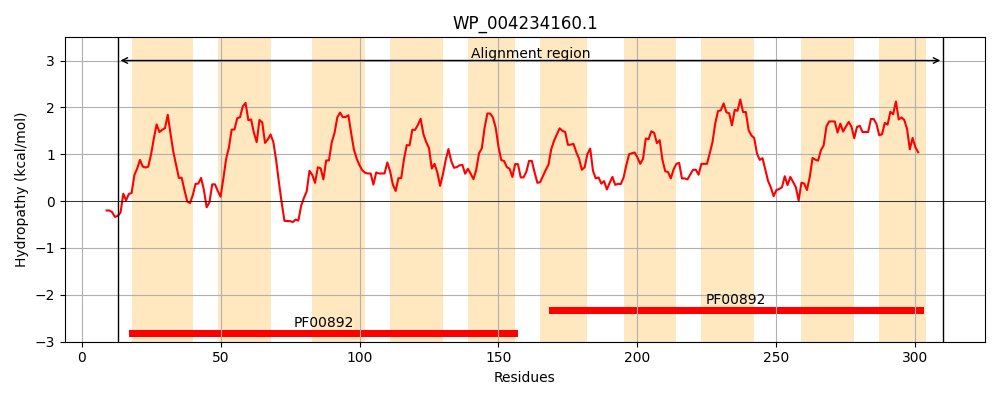 WP_004234160.1
Alignment region
3
2
1
0
−1
−2
−3
Hydropathy (kcal/mol)
PF00892
PF00892
0 50 100 150 200 250 300
Residues